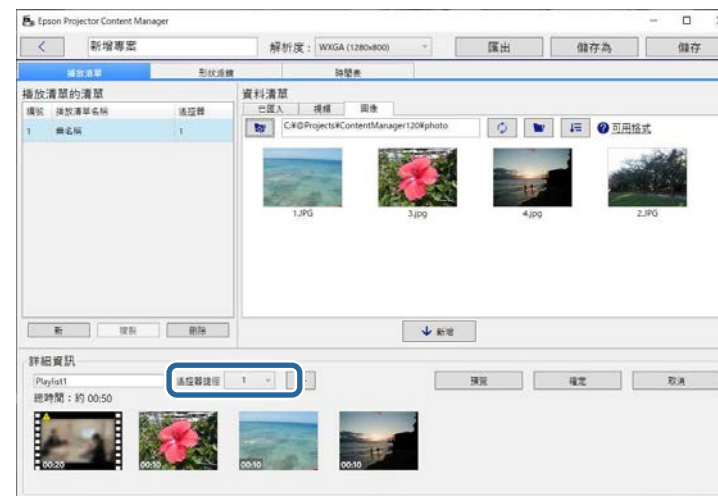 Epson Projector Content Manager
新增專案 解析度： WXGA (1280x800) 匯出 儲存為 儲存
播放清單 形狀濾鏡 時間表
播放清單的清單 資料清單
編號 播放清單名稱 遙控器 已匯入 視頻 圖像
C:¥@Projects¥ContentManager120¥photo 可用格式
1 無名稱 1
1.JPG 3.jpg 4.jpg 2.JPG
新 複製 刪除 新增
詳細資訊
Playlist1 遙控器捷徑 1 預覽 確定 取消
總時間：約 00:50
00:20 00:10 00:10 00:10